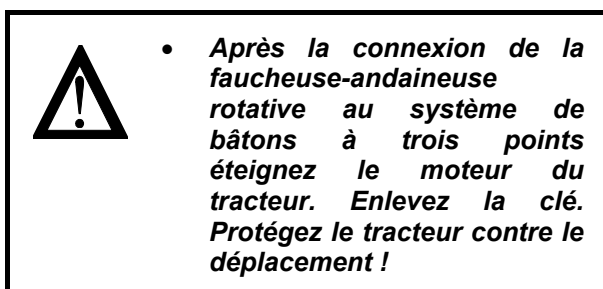 • Après la connexion de la
faucheuse-andaineuse
rotative au système de
bâtons à trois points
éteignez le moteur du
tracteur. Enlevez la clé.
Protégez le tracteur contre le
déplacement !